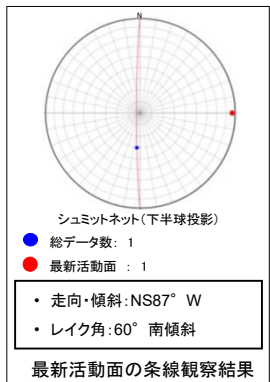 N
シュミットネット(下半球投影)
総データ数: 1
最新活動面 : 1
• 走向・傾斜:NS87°W
• レイク角:60°南傾斜
最新活動面の条線観察結果